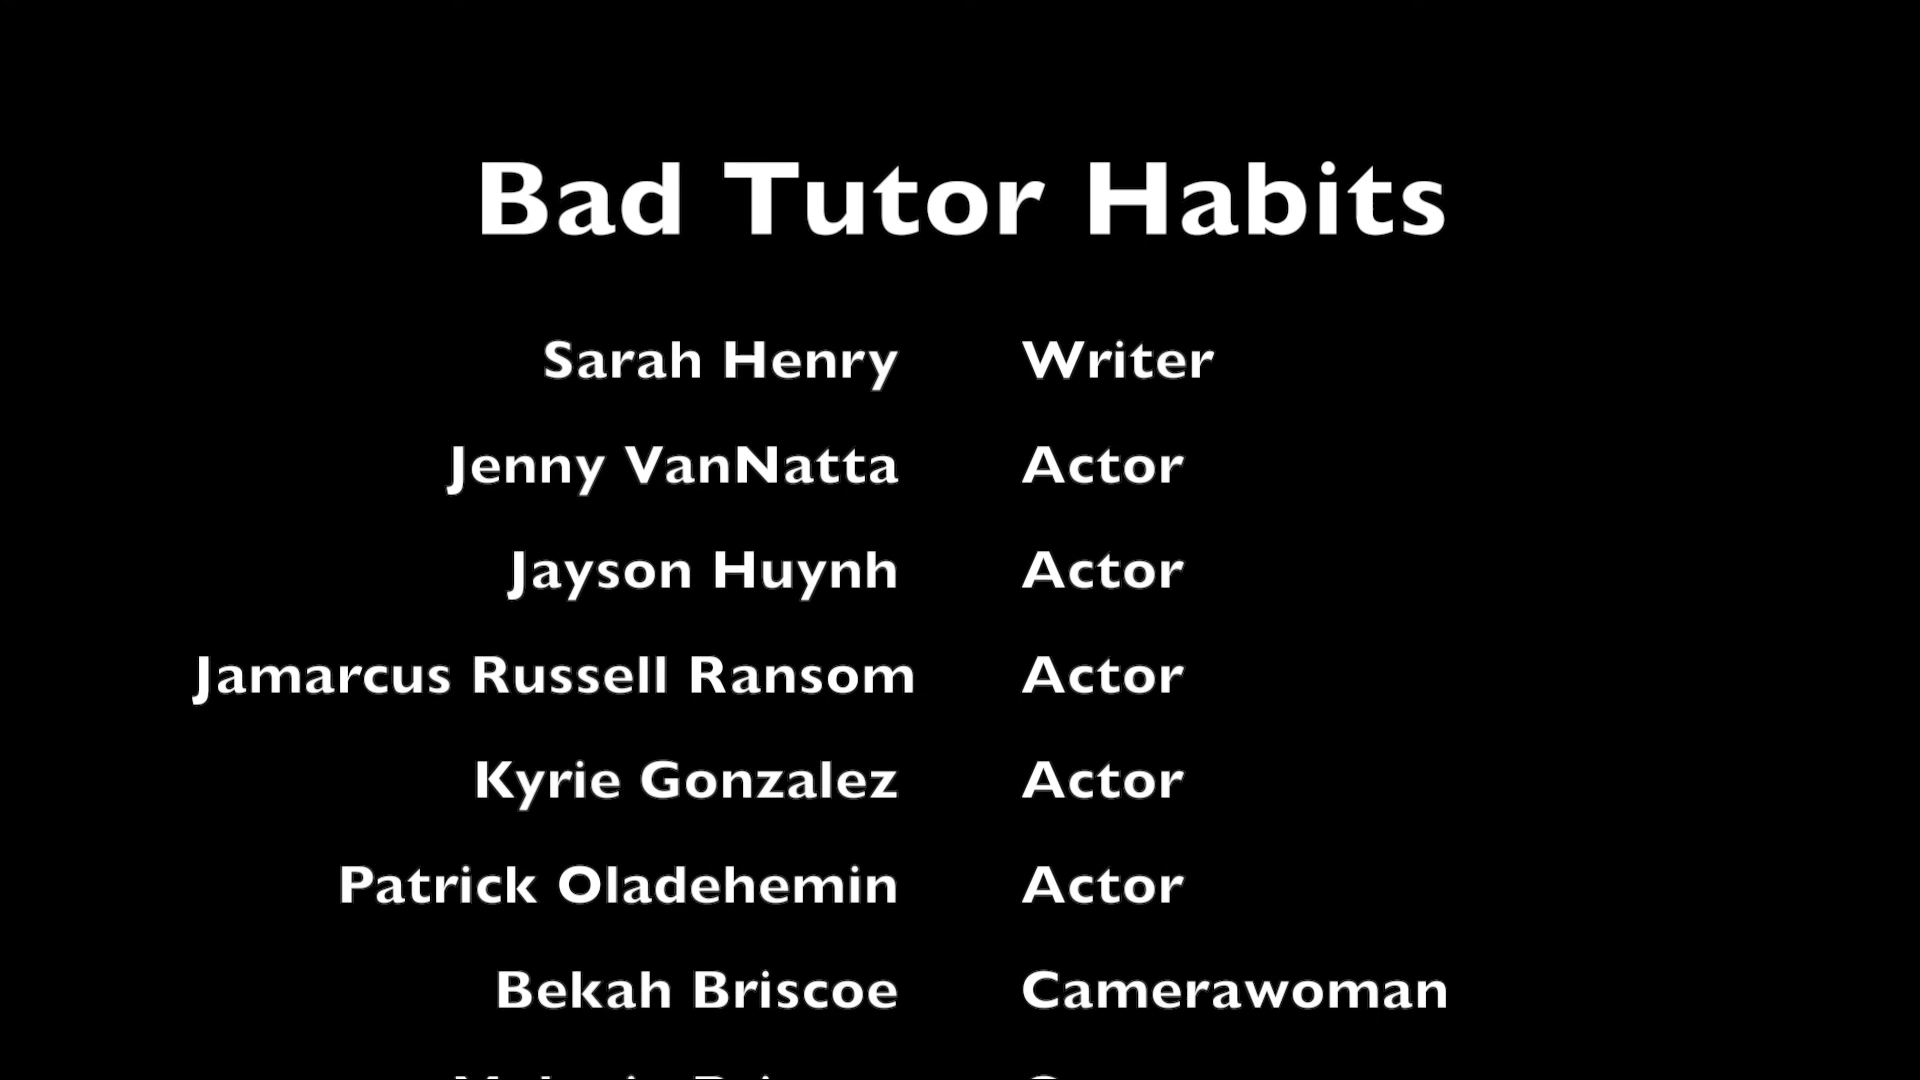 Bad Tutor Habits
Sarah Henry Writer
Jenny VanNatta Actor
Jayson Huynh Actor
Jamarcus Russell Ransom Actor
Kyrie Gonzalez Actor
Patrick Oladehemin Actor
Bekah Briscoe Camerawoman